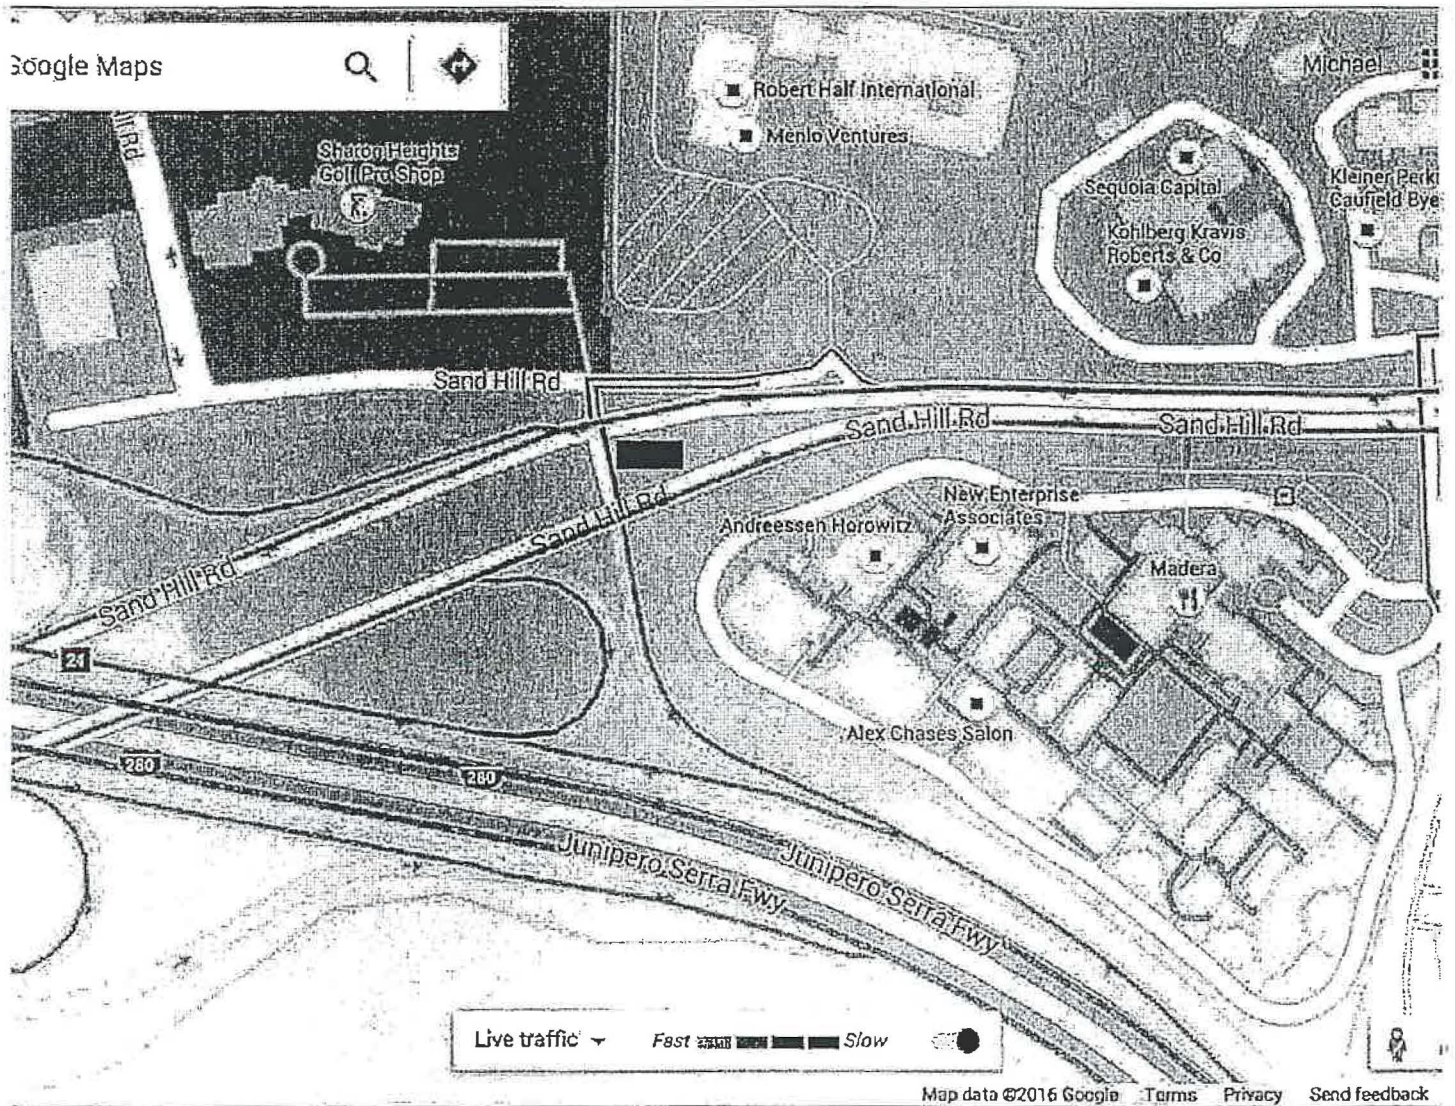 Google Maps
Robert Half International
Menlo Ventures
Michael
Sharon Heights
Golf Pro Shop
Sequoia Capital
Kohlberg Kravis
Roberts & Co
Kleiner Perki
Caufield Bye
ill Rd
Sand Hill Rd
Sand Hill Rd
Sand Hill Rd
Sand Hill Rd
Sand Hill Rd
Andreessen Horowitz
New Enterprise
Associates
Madera
Alex Chases Salon
21
280
280
Junipero Serra Fwy
Junipero Serra Fwy
Live traffic
Fast
Slow
Map data ©2016 Google Terms Privacy Send feedback